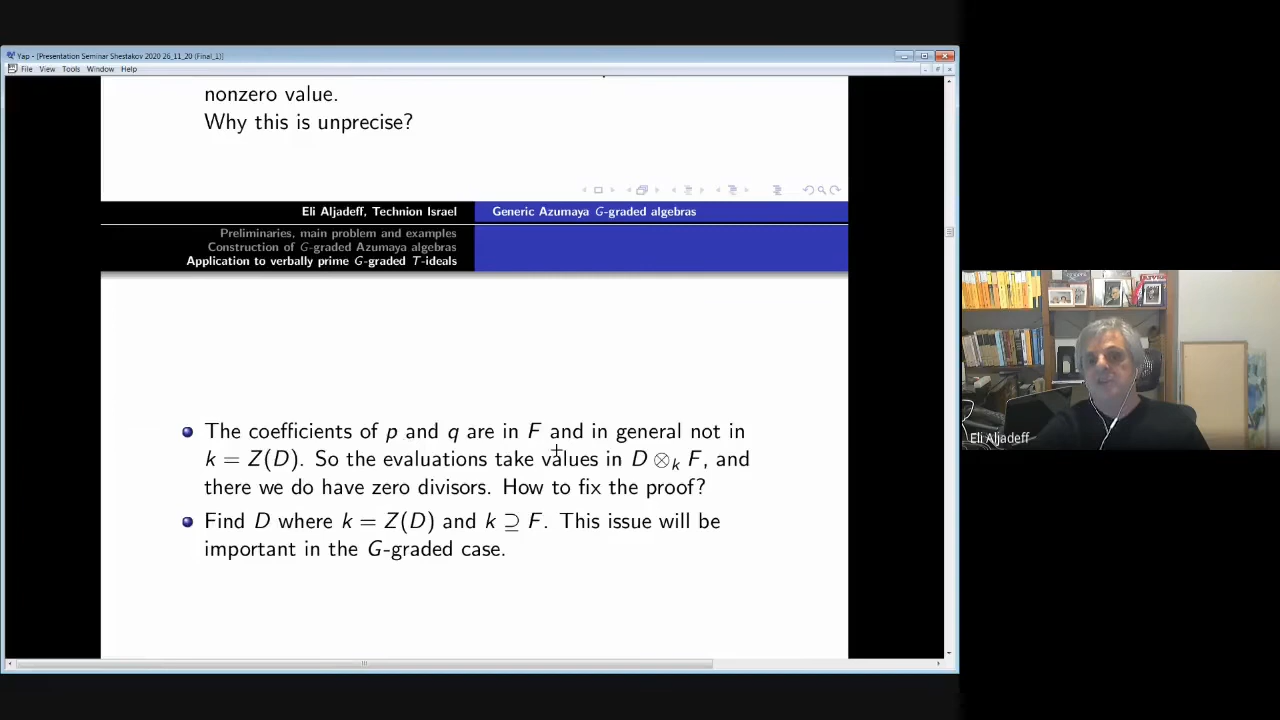 Yap - [Presentation Seminar Shestakov 2020 26_11_20 (Final_1)]
File View Tools Window Help
nonzero value.
Why this is unprecise?
Eli Aljadeff, Technion Israel
Generic Azumaya G-graded algebras
Preliminaries, main problem and examples
Construction of G-graded Azumaya algebras
Application to verbally prime G-graded T-ideals
The coefficients of p and q are in F and in general not in
k = Z(D). So the evaluations take values in D ⊗k F, and
there we do have zero divisors. How to fix the proof?
Find D where k = Z(D) and k ⊇ F. This issue will be
important in the G-graded case.
Eli Aljadeff